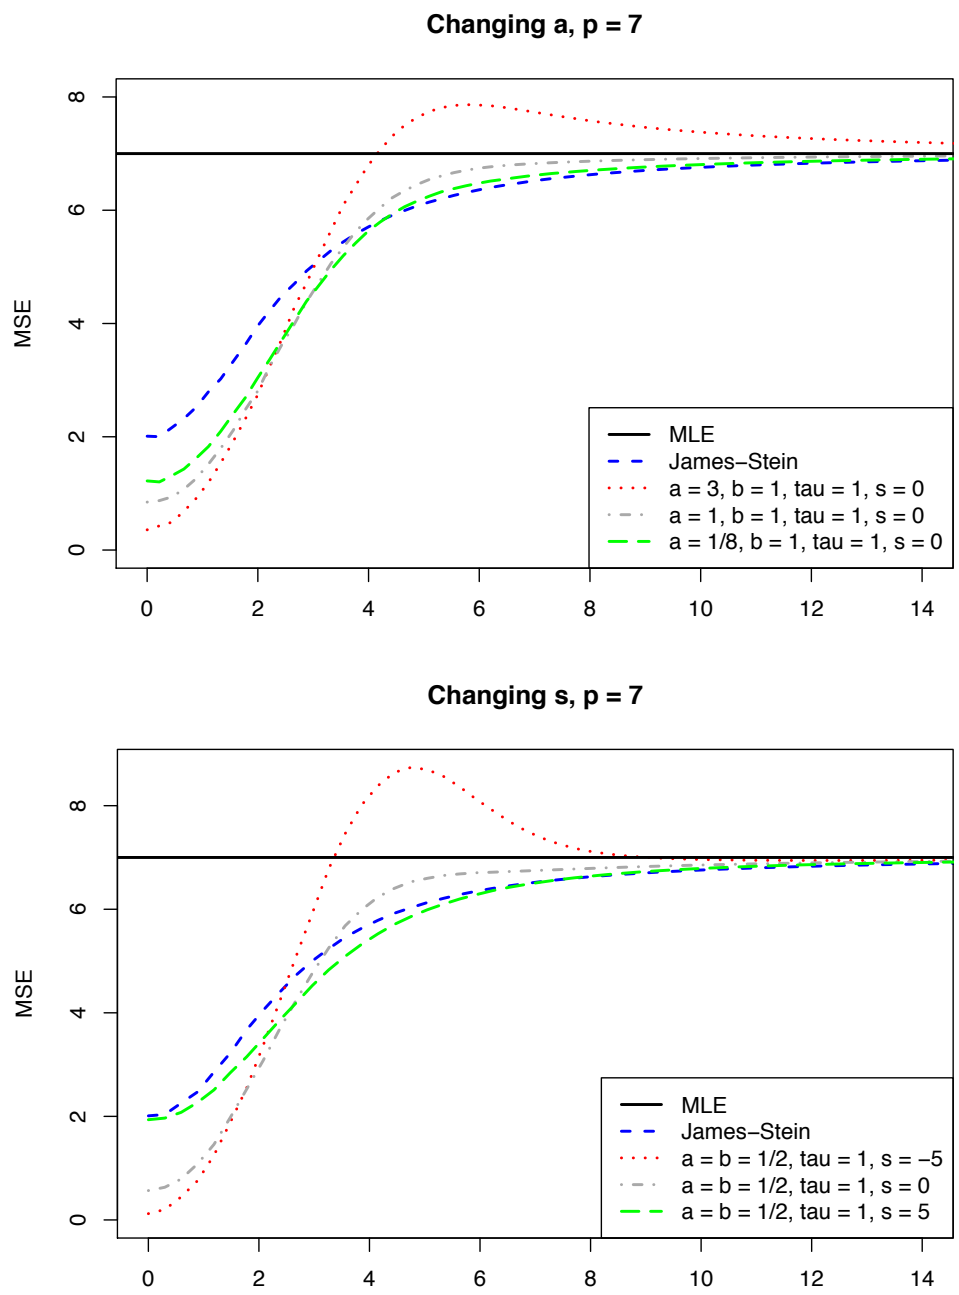 Changing a, p = 7
MSE
8
6
4
2
0
0 2 4 6 8 10 12 14
MLE
James−Stein
a = 3, b = 1, tau = 1, s = 0
a = 1, b = 1, tau = 1, s = 0
a = 1/8, b = 1, tau = 1, s = 0
Changing s, p = 7
MSE
8
6
4
2
0
0 2 4 6 8 10 12 14
MLE
James−Stein
a = b = 1/2, tau = 1, s = −5
a = b = 1/2, tau = 1, s = 0
a = b = 1/2, tau = 1, s = 5